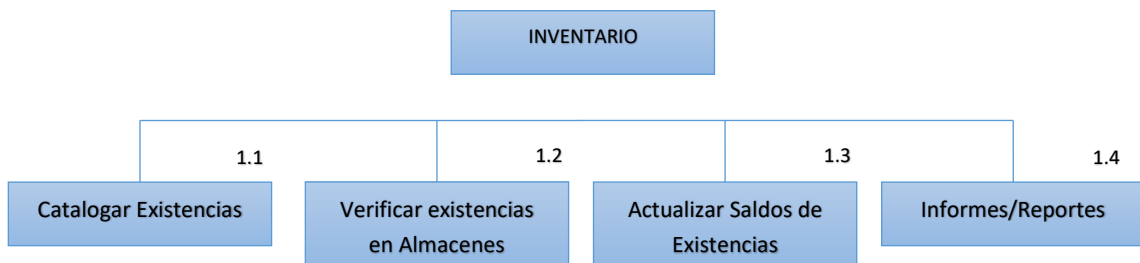 INVENTARIO
1.1
1.2
1.3
1.4
Catalogar Existencias
Verificar existencias
en Almacenes
Actualizar Saldos de
Existencias
Informes/Reportes